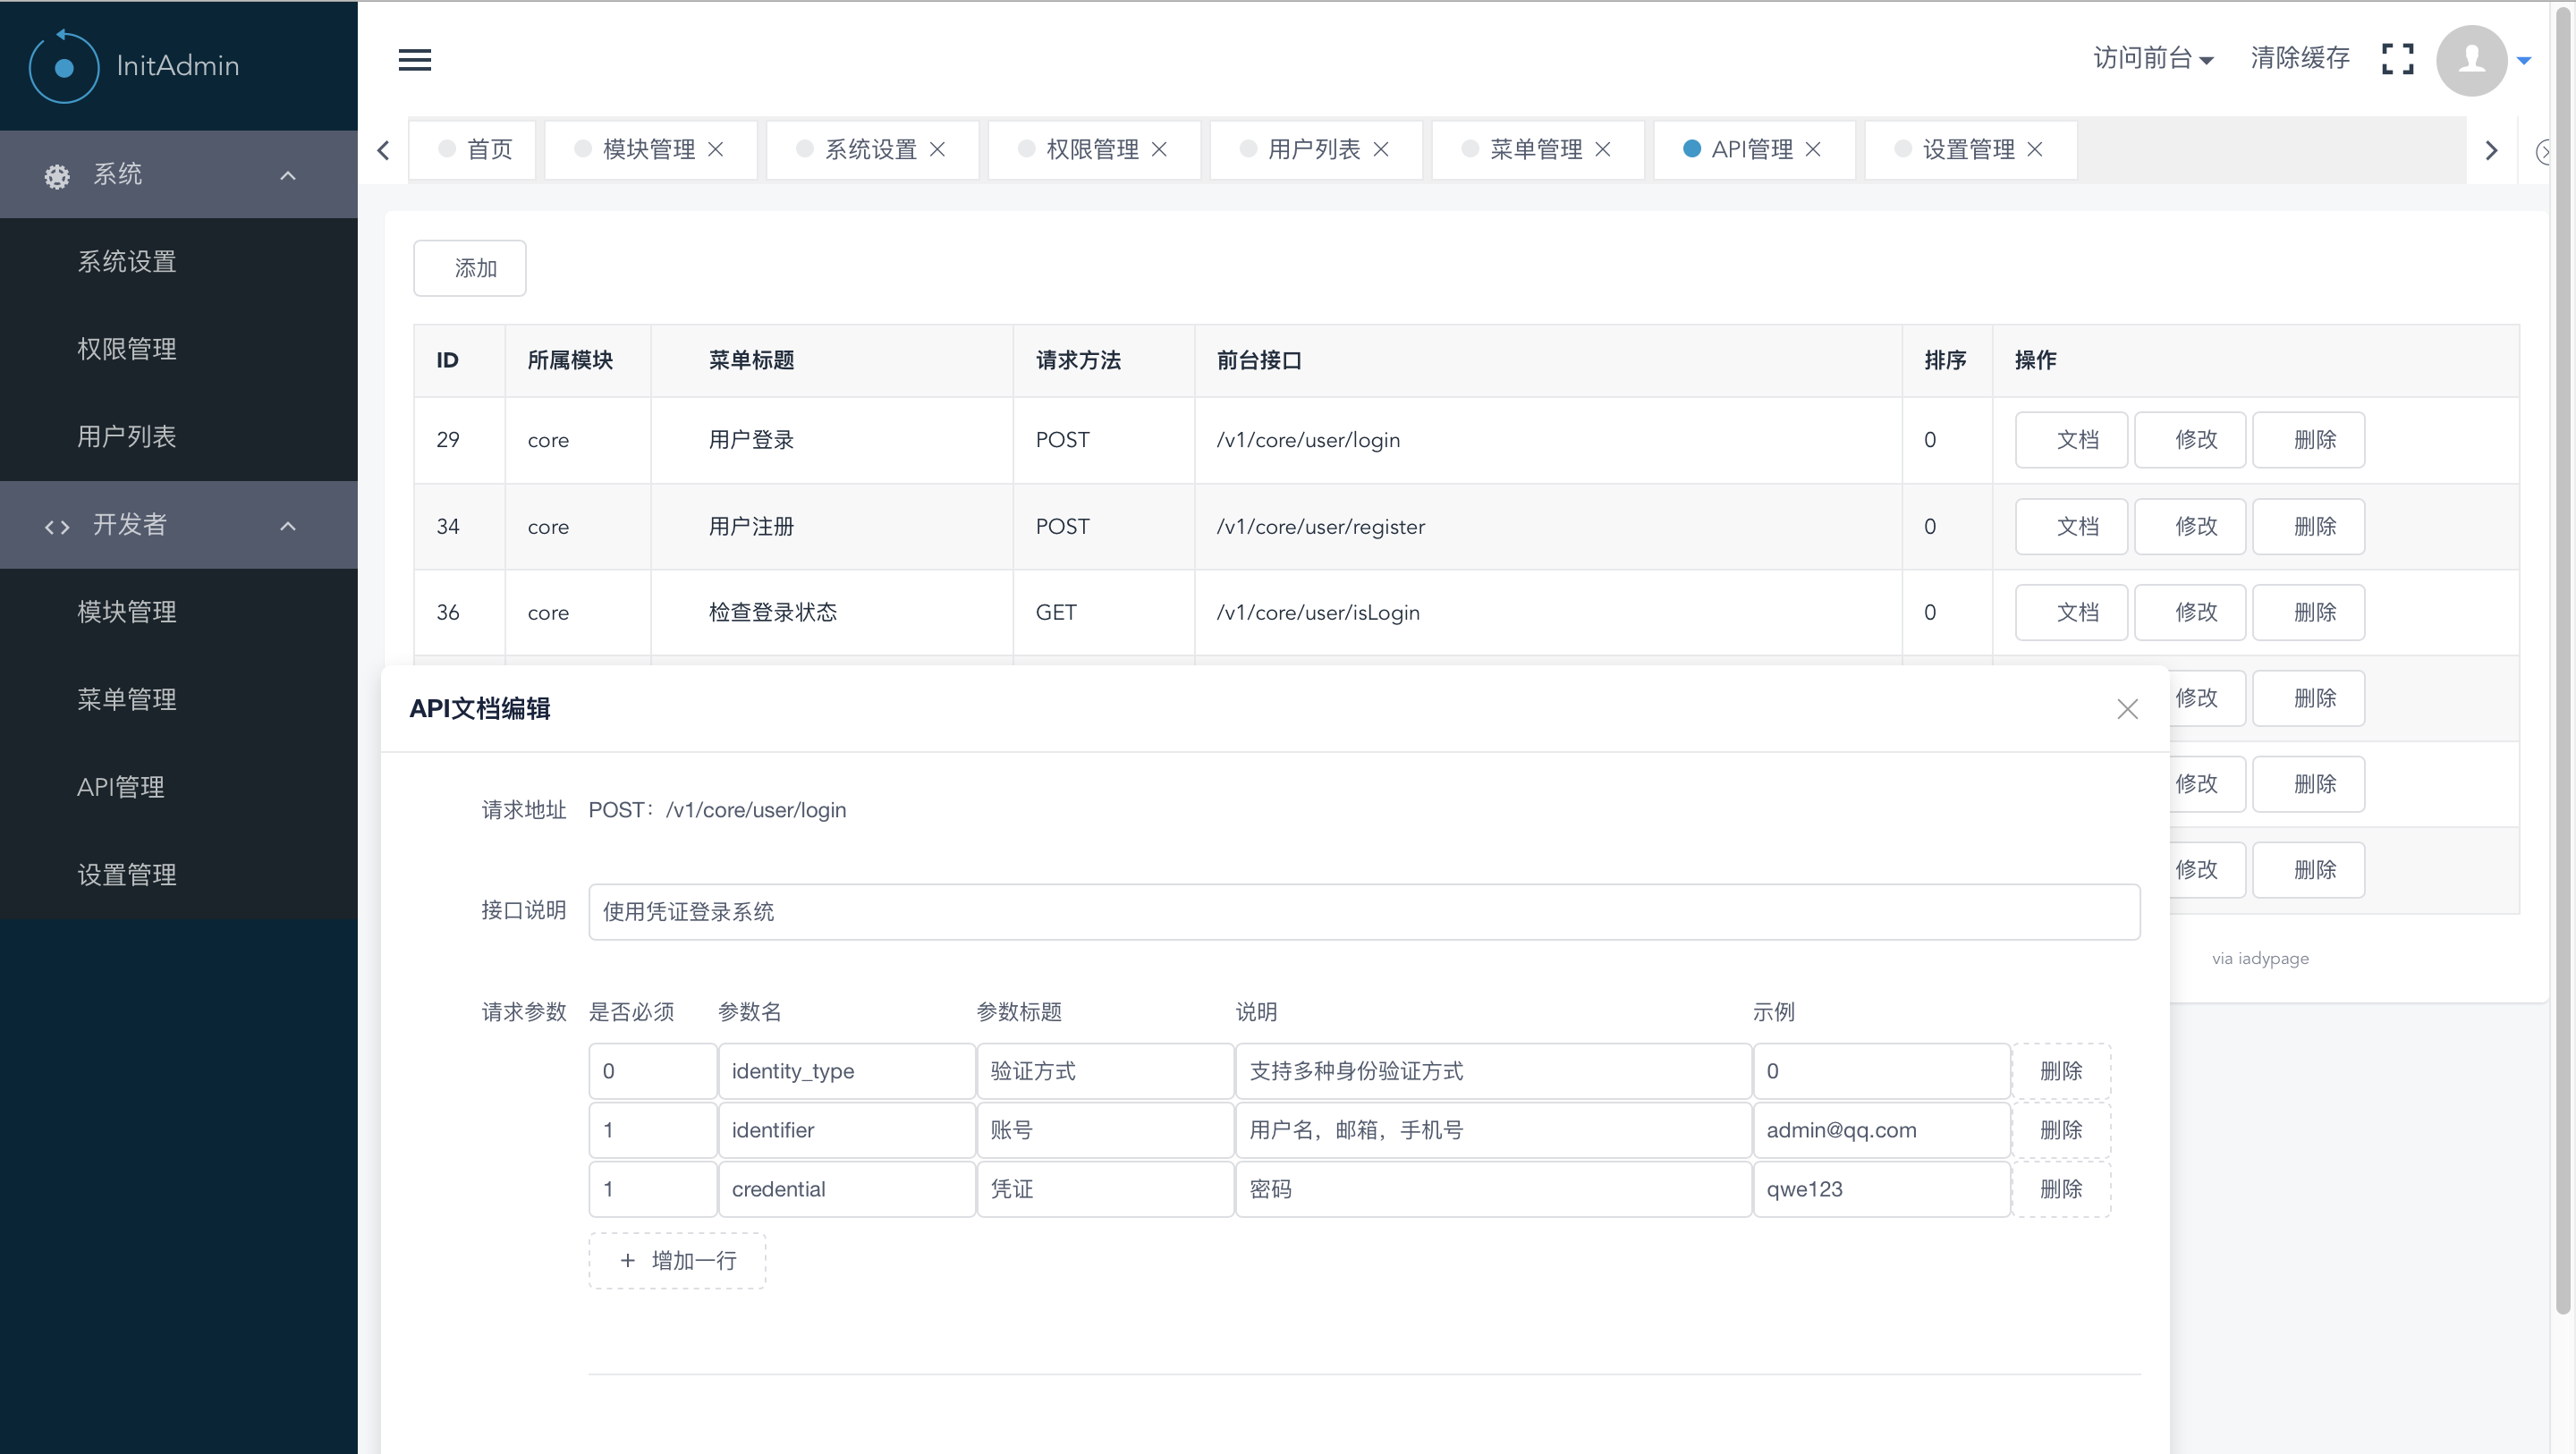 InitAdmin
访问前台 清除缓存
首页 模块管理 系统设置 权限管理 用户列表 菜单管理 API管理 设置管理
系统
系统设置
权限管理
用户列表
开发者
模块管理
菜单管理
API管理
设置管理
添加
ID 所属模块 菜单标题 请求方法 前台接口 排序 操作
29 core 用户登录 POST /v1/core/user/login 0 文档 修改 删除
34 core 用户注册 POST /v1/core/user/register 0 文档 修改 删除
36 core 检查登录状态 GET /v1/core/user/isLogin 0 文档 修改 删除
修改 删除
修改 删除
修改 删除
via iadypage
API文档编辑
请求地址 POST：/v1/core/user/login
接口说明 使用凭证登录系统
请求参数 是否必须 参数名 参数标题 说明 示例
0 identity_type 验证方式 支持多种身份验证方式 0 删除
1 identifier 账号 用户名，邮箱，手机号 admin@qq.com 删除
1 credential 凭证 密码 qwe123 删除
+ 增加一行